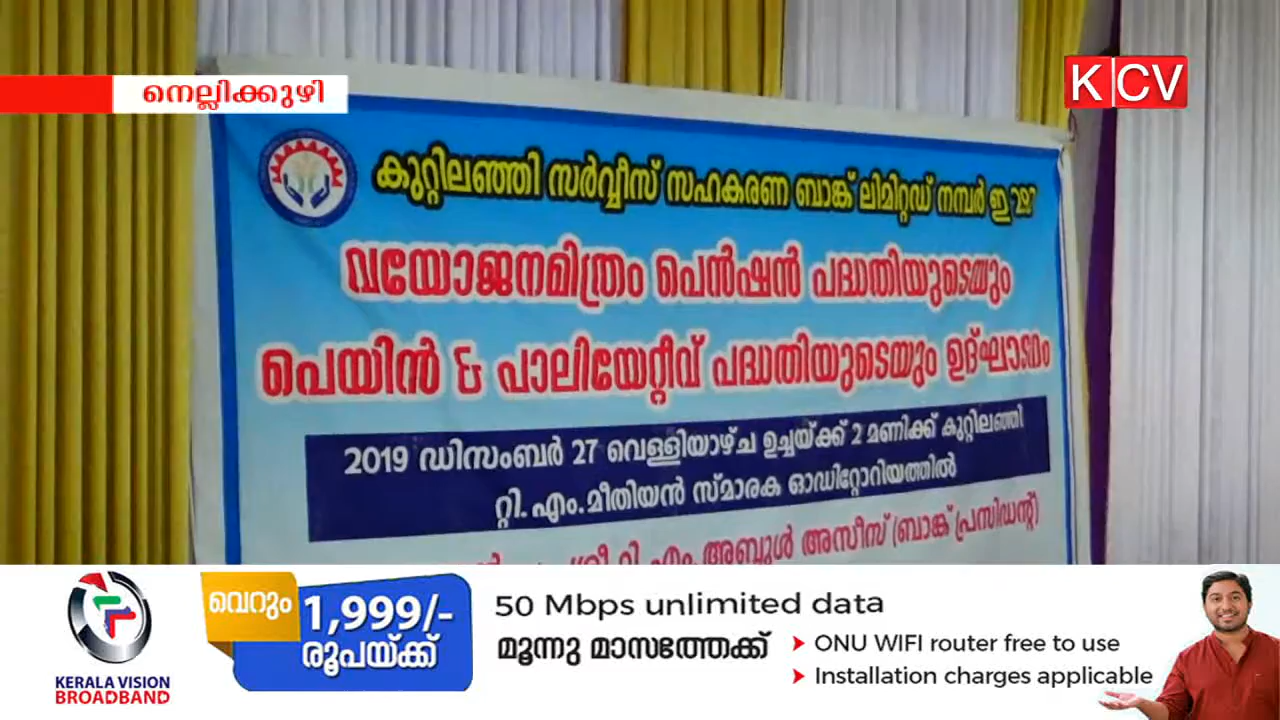 നെല്ലിക്കുഴി
KCV
കുറ്റിലഞ്ഞി സർവ്വീസ് സഹകരണ ബാങ്ക് ലിമിറ്റഡ് നമ്പർ ഇ
വയോജനമിത്രം പെൻഷൻ പദ്ധതിയുടെയും
പെയിൻ & പാലിയേറ്റീവ് പദ്ധതിയുടെയും ഉദ്ഘാടനം
2019 ഡിസംബർ 27 വെള്ളിയാഴ്ച ഉച്ചയ്ക്ക് 2 മണിക്ക് കുറ്റിലഞ്ഞി
റ്റി.എം.മീതിയൻ സ്മാരക ഓഡിറ്റോറിയത്തിൽ
എം.അബ്ദുൾ അസീസ് (ബാങ്ക് പ്രസിഡന്റ്)
KERALA VISION
BROADBAND
വെറും
1,999/-
രൂപയ്ക്ക്
50 Mbps unlimited data
മൂന്നു മാസത്തേക്ക്
ONU WIFI router free to use
Installation charges applicable